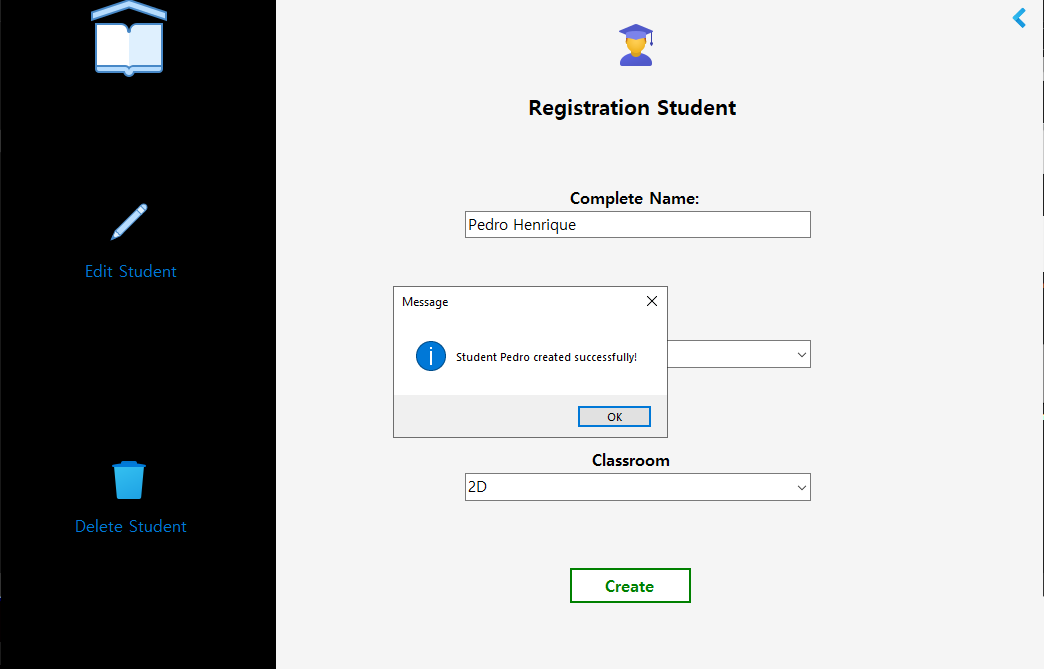 Registration Student
Complete Name:
Pedro Henrique
Edit Student
Message
Student Pedro created successfully!
OK
Classroom
2D
Delete Student
Create